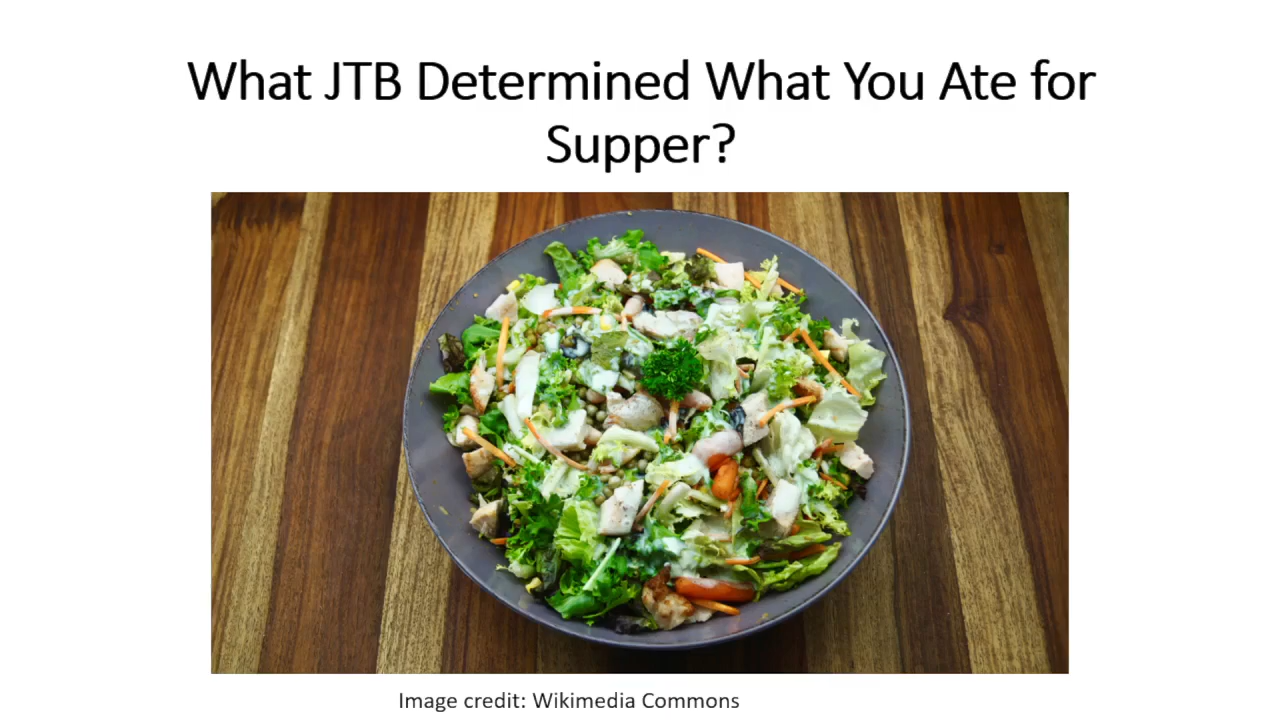 What JTB Determined What You Ate for
Supper?
Image credit: Wikimedia Commons